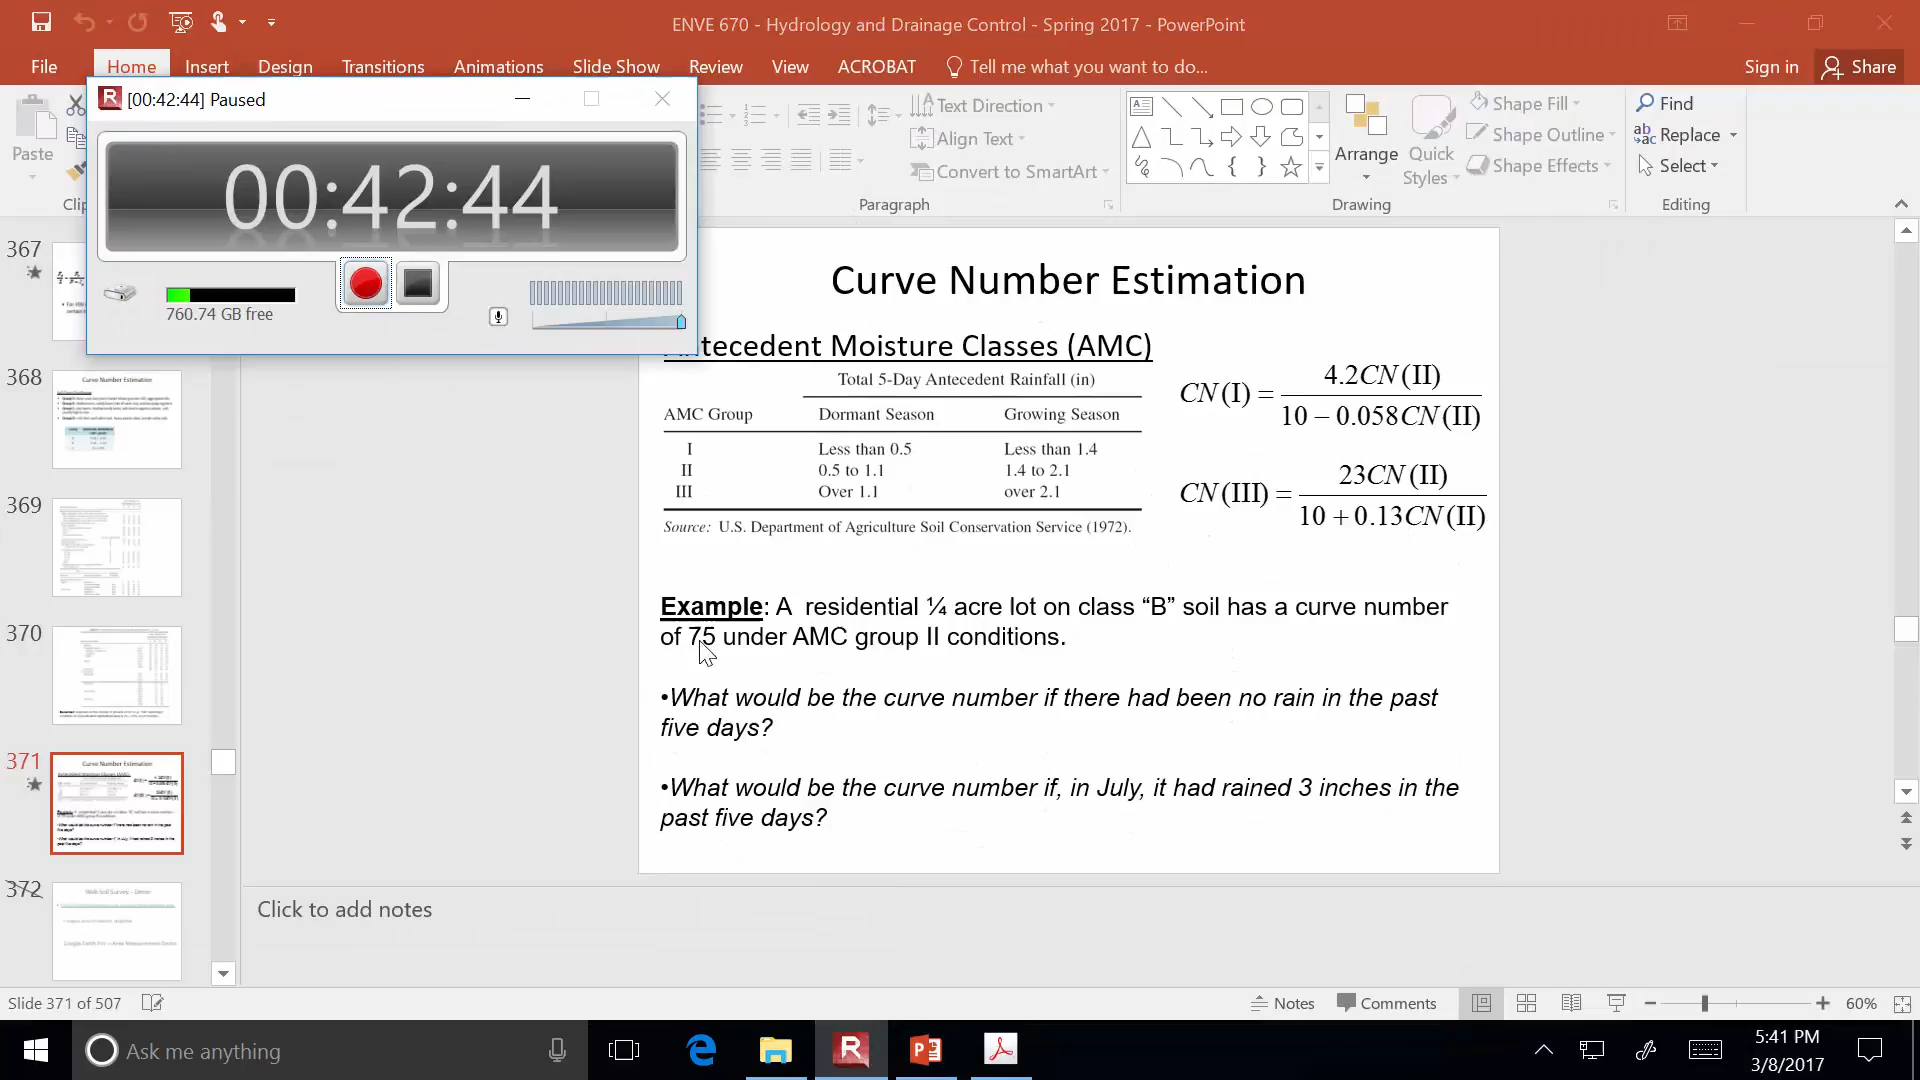 ENVE 670 - Hydrology and Drainage Control - Spring 2017 - PowerPoint
File Home Insert Design Transitions Animations Slide Show Review View ACROBAT Tell me what you want to do... Sign in Share
[00:42:44] Paused
00:42:44
760.74 GB free
Paste
Text Direction
Align Text
Convert to SmartArt
Paragraph
Arrange
Quick Styles
Shape Fill
Shape Outline
Shape Effects
Drawing
Find
Replace
Select
Editing
367
368
Curve Number Estimation
369
370
371
Curve Number Estimation
372
Curve Number Estimation
Antecedent Moisture Classes (AMC)
Total 5-Day Antecedent Rainfall (in)
AMC Group Dormant Season Growing Season
I Less than 0.5 Less than 1.4
II 0.5 to 1.1 1.4 to 2.1
III Over 1.1 over 2.1
Source: U.S. Department of Agriculture Soil Conservation Service (1972).
CN(I) = 4.2CN(II) / 10 − 0.058CN(II)
CN(III) = 23CN(II) / 10 + 0.13CN(II)
Example: A residential ¼ acre lot on class “B” soil has a curve number
of 75 under AMC group II conditions.
•What would be the curve number if there had been no rain in the past
five days?
•What would be the curve number if, in July, it had rained 3 inches in the
past five days?
Click to add notes
Slide 371 of 507
Notes Comments 60%
Ask me anything
5:41 PM
3/8/2017